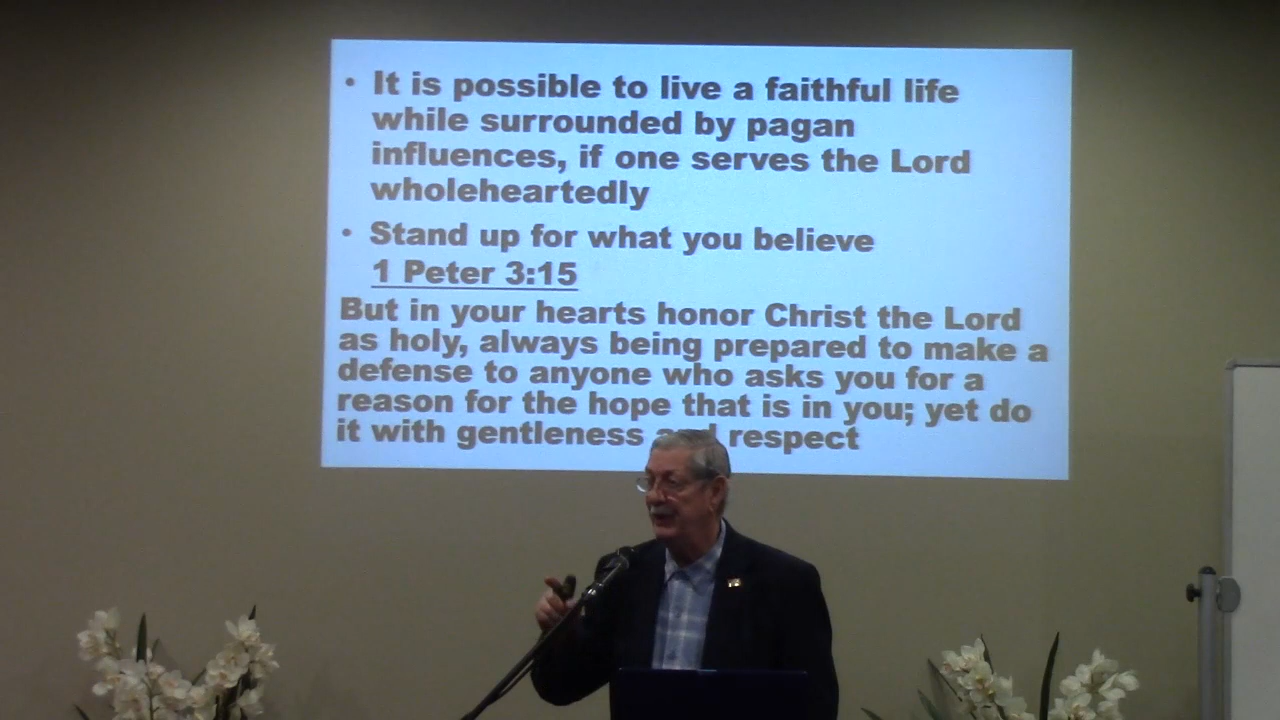 • It is possible to live a faithful life
while surrounded by pagan
influences, if one serves the Lord
wholeheartedly
• Stand up for what you believe
1 Peter 3:15
But in your hearts honor Christ the Lord
as holy, always being prepared to make a
defense to anyone who asks you for a
reason for the hope that is in you; yet do
it with gentleness and respect